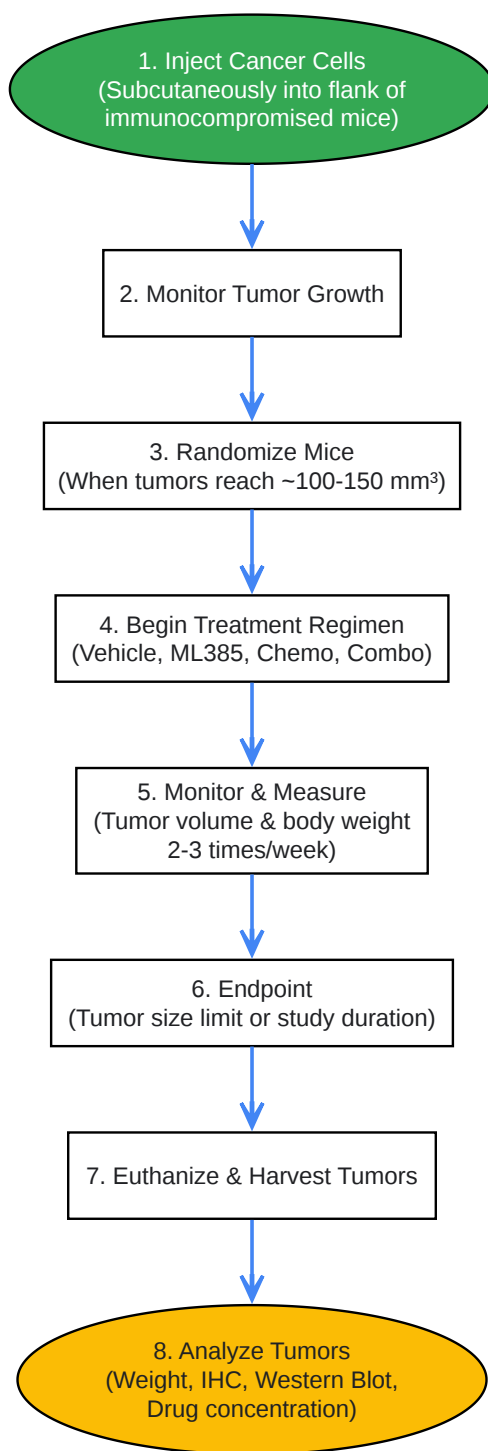 1. Inject Cancer Cells
(Subcutaneously into flank of
immunocompromised mice)
2. Monitor Tumor Growth
3. Randomize Mice
(When tumors reach ~100-150 mm³)
4. Begin Treatment Regimen
(Vehicle, ML385, Chemo, Combo)
5. Monitor & Measure
(Tumor volume & body weight
2-3 times/week)
6. Endpoint
(Tumor size limit or study duration)
7. Euthanize & Harvest Tumors
8. Analyze Tumors
(Weight, IHC, Western Blot,
Drug concentration)